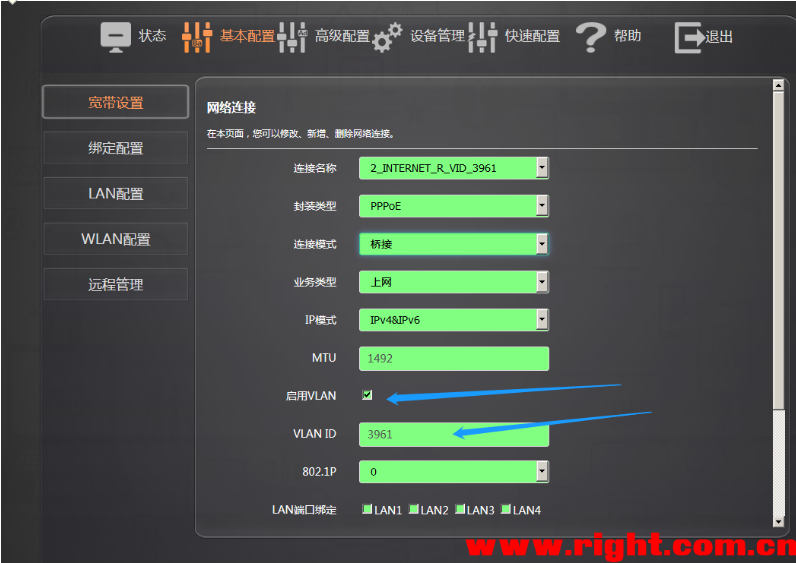 状态 基本配置 高级配置 设备管理 快速配置 帮助 退出
宽带设置
绑定配置
LAN配置
WLAN配置
远程管理
网络连接
在本页面，您可以修改、新增、删除网络连接。
连接名称 2_INTERNET_R_VID_3961
封装类型 PPPoE
连接模式 桥接
业务类型 上网
IP模式 IPv4&IPv6
MTU 1492
启用VLAN
VLAN ID 3961
802.1P 0
LAN端口绑定 LAN1 LAN2 LAN3 LAN4
www.right.com.cn